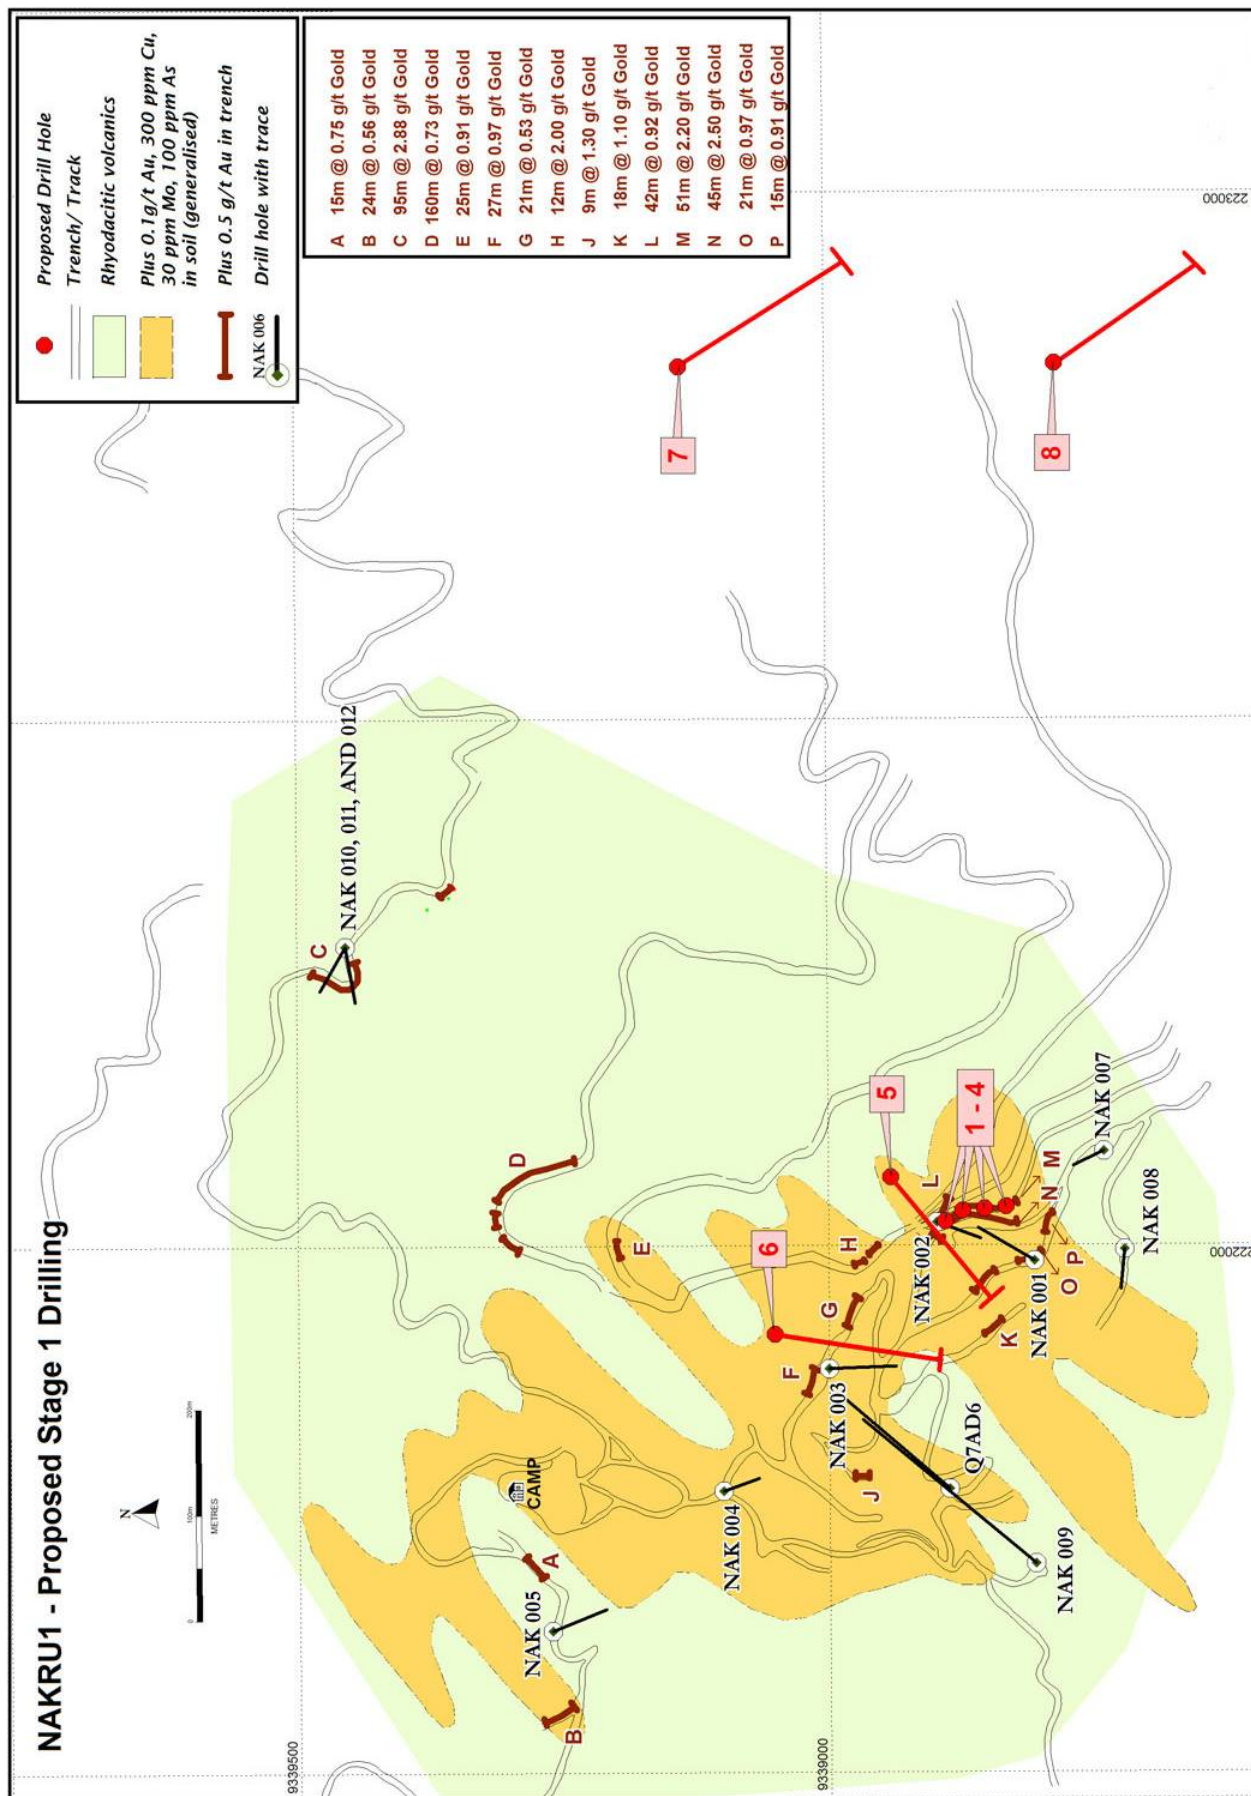 NAKRU1 - Proposed Stage 1 Drilling
N
0
100m
200m
METRES
Proposed Drill Hole
Trench/ Track
Rhyodacitic volcanics
Plus 0.1g/t Au, 300 ppm Cu,
30 ppm Mo, 100 ppm As
in soil (generalised)
Plus 0.5 g/t Au in trench
NAK 006
Drill hole with trace
A 15m @ 0.75 g/t Gold
B 24m @ 0.56 g/t Gold
C 95m @ 2.88 g/t Gold
D 160m @ 0.73 g/t Gold
E 25m @ 0.91 g/t Gold
F 27m @ 0.97 g/t Gold
G 21m @ 0.53 g/t Gold
H 12m @ 2.00 g/t Gold
J 9m @ 1.30 g/t Gold
K 18m @ 1.10 g/t Gold
L 42m @ 0.92 g/t Gold
M 51m @ 2.20 g/t Gold
N 45m @ 2.50 g/t Gold
O 21m @ 0.97 g/t Gold
P 15m @ 0.91 g/t Gold
9339500
C
NAK 010, 011, AND 012
D
CAMP
A
NAK 005
B
E
7
6
NAK 004
F
9339000
NAK 003
G
H
J
5
L
NAK 002
1 - 4
Q7AD6
K
NAK 001
NAK 009
M
N
O
P
8
NAK 007
NAK 008
222000
223000